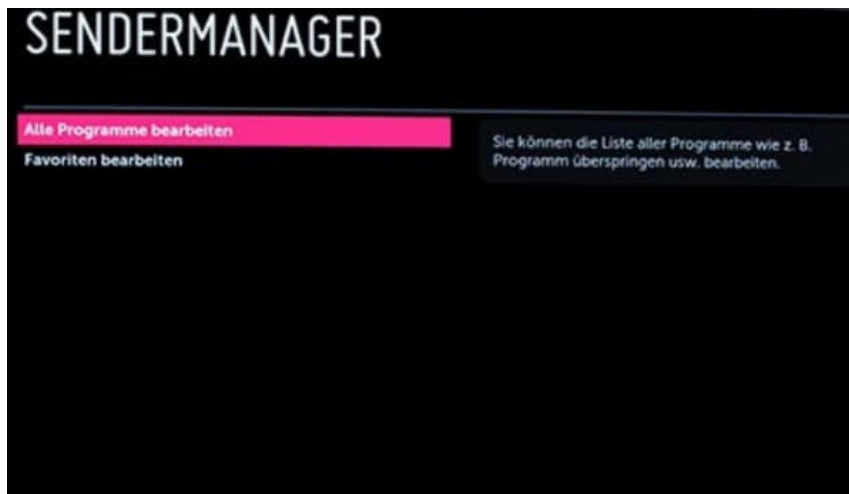 SENDERMANAGER
Alle Programme bearbeiten
Favoriten bearbeiten
Sie können die Liste aller Programme wie z. B.
Programm überspringen usw. bearbeiten.